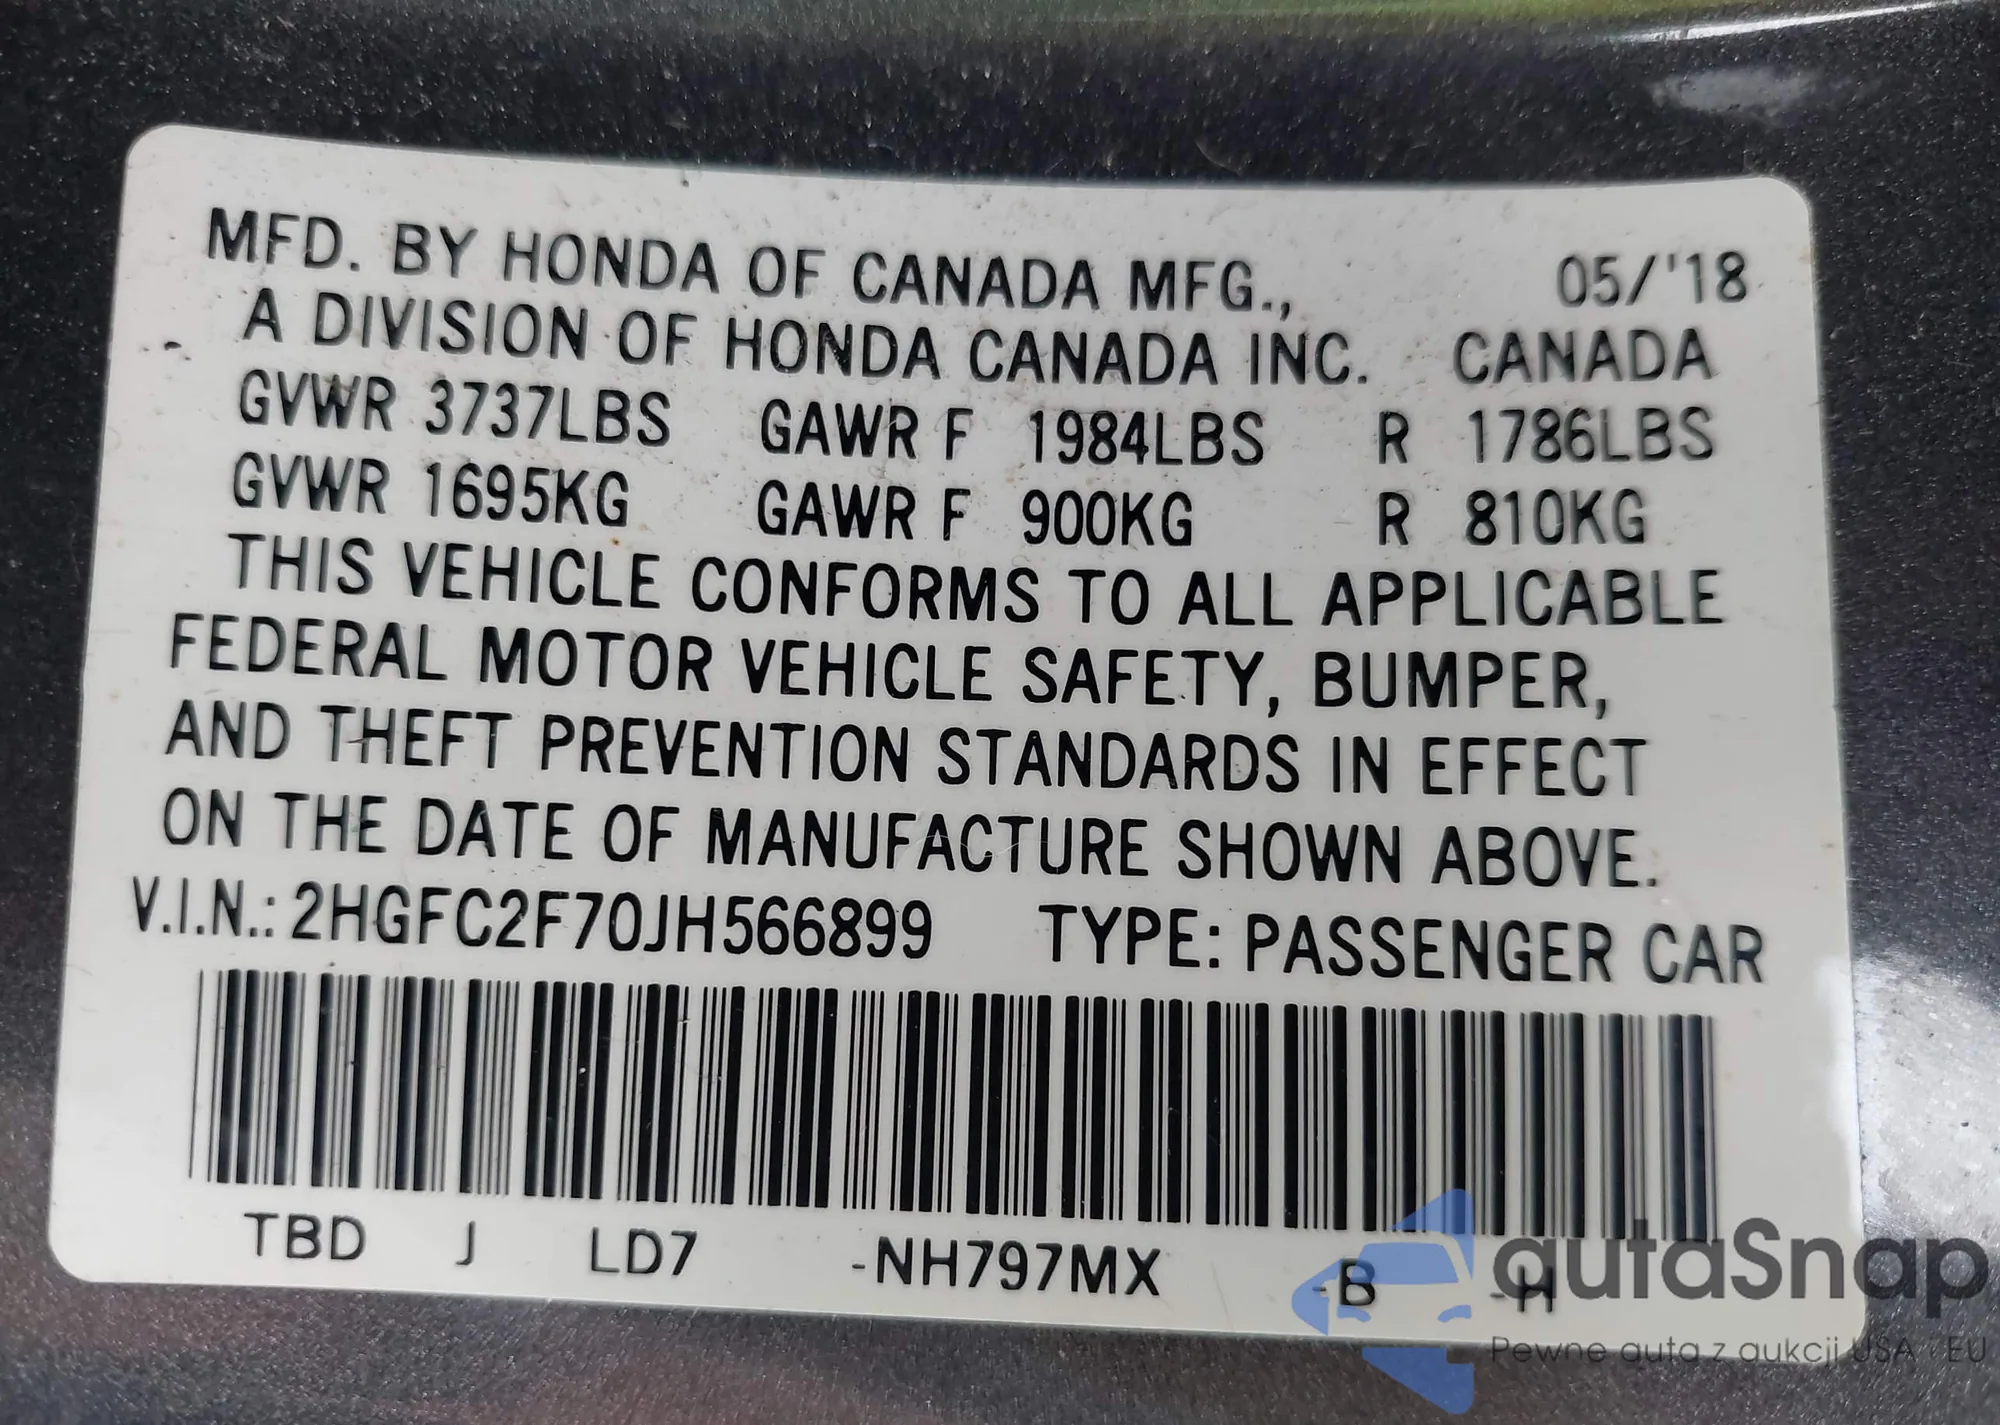 MFD. BY HONDA OF CANADA MFG., 05/'18
A DIVISION OF HONDA CANADA INC. CANADA
GVWR 3737LBS GAWR F 1984LBS R 1786LBS
GVWR 1695KG GAWR F 900KG R 810KG
THIS VEHICLE CONFORMS TO ALL APPLICABLE
FEDERAL MOTOR VEHICLE SAFETY, BUMPER,
AND THEFT PREVENTION STANDARDS IN EFFECT
ON THE DATE OF MANUFACTURE SHOWN ABOVE.
V.I.N.: 2HGFC2F70JH566899 TYPE: PASSENGER CAR
TBD J LD7 -NH797MX -B -H
autaSnap
Pewne auta z aukcji USA i EU